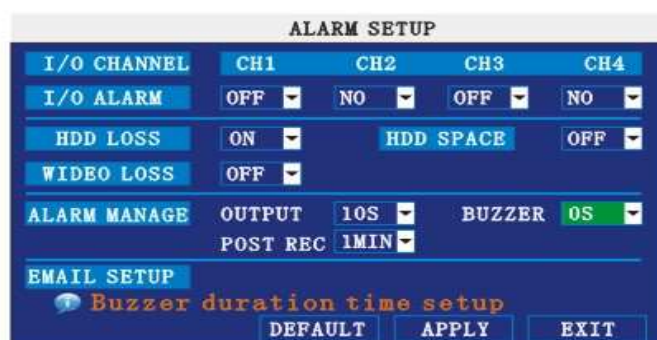 ALARM SETUP
I/O CHANNEL CH1 CH2 CH3 CH4
I/O ALARM OFF NO OFF NO
HDD LOSS ON HDD SPACE OFF
WIDEO LOSS OFF
ALARM MANAGE OUTPUT 10S BUZZER 0S
POST REC 1MIN
EMAIL SETUP
Buzzer duration time setup
DEFAULT APPLY EXIT